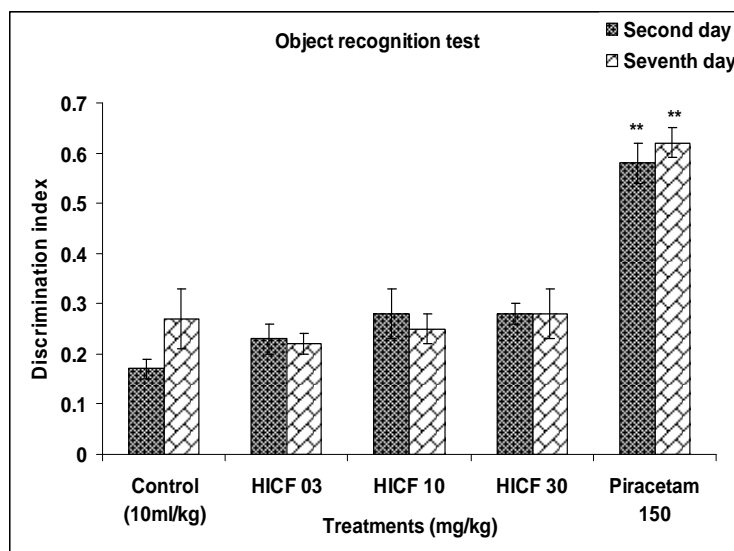 Object recognition test
Second day
Seventh day
Discrimination index
0.7
0.6
0.5
0.4
0.3
0.2
0.1
0
** **
Control
(10ml/kg)
HICF 03
HICF 10
HICF 30
Piracetam
150
Treatments (mg/kg)